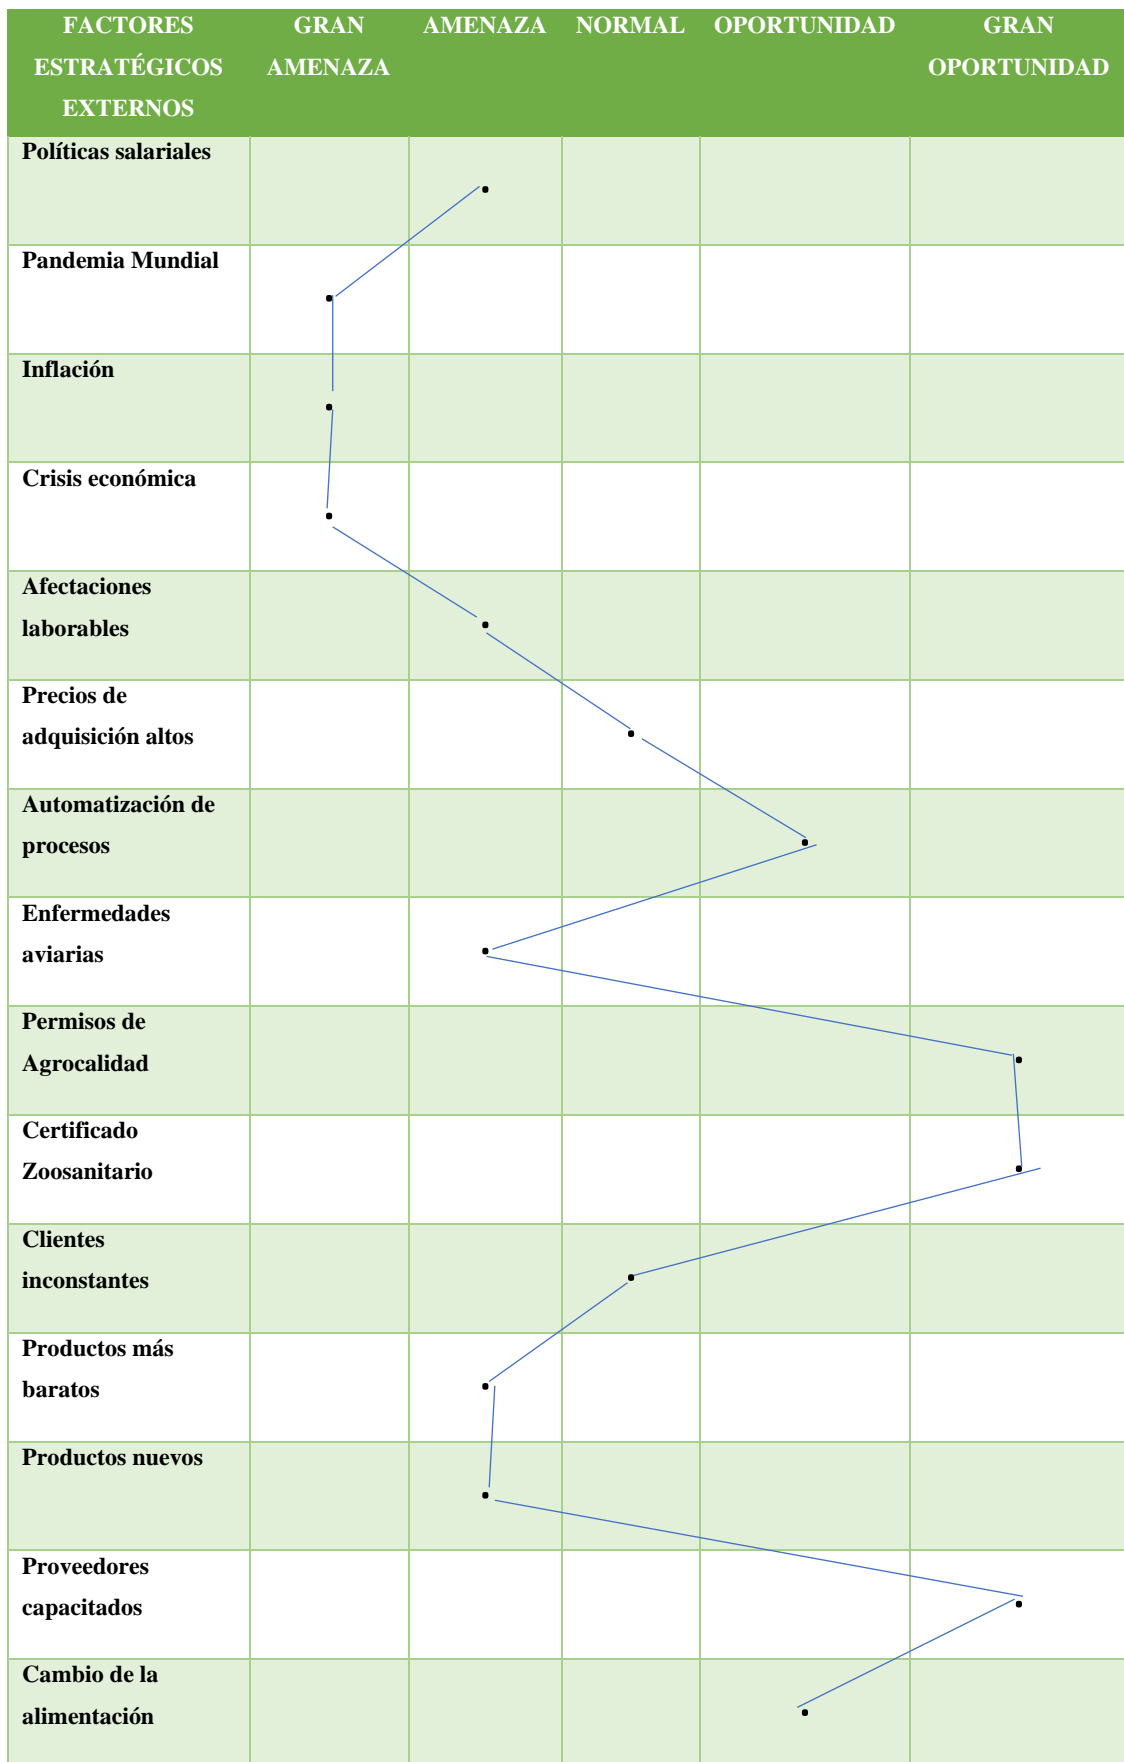 FACTORES ESTRATÉGICOS EXTERNOS GRAN AMENAZA AMENAZA NORMAL OPORTUNIDAD GRAN OPORTUNIDAD
Políticas salariales
Pandemia Mundial
Inflación
Crisis económica
Afectaciones
laborables
Precios de
adquisición altos
Automatización de
procesos
Enfermedades
aviarias
Permisos de
Agrocalidad
Certificado
Zoosanitario
Clientes
inconstantes
Productos más
baratos
Productos nuevos
Proveedores
capacitados
Cambio de la
alimentación